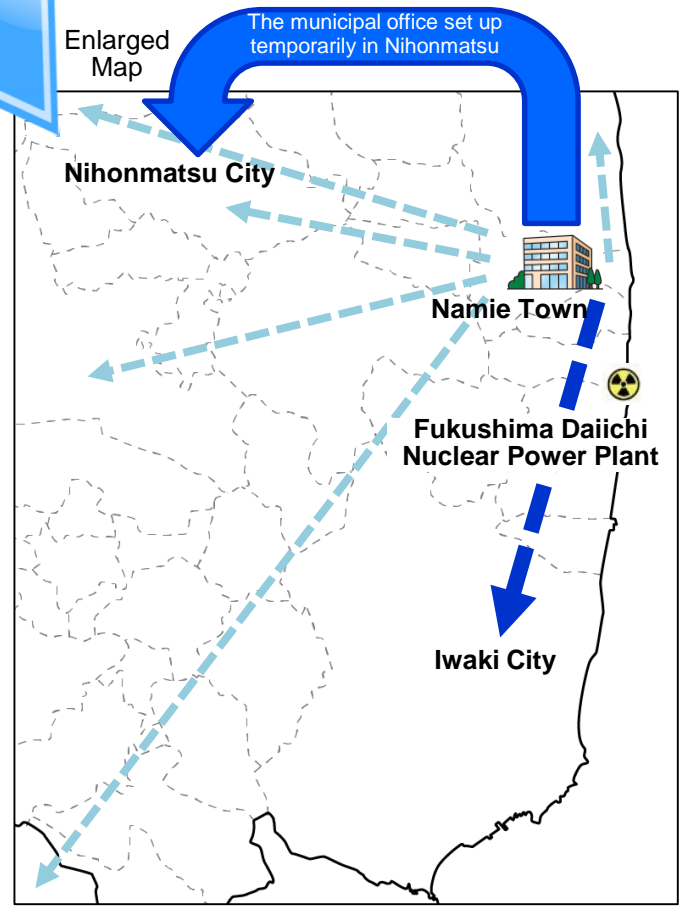 The municipal office set up
temporarily in Nihonmatsu
Enlarged
Map
Nihonmatsu City
Namie Town
Fukushima Daiichi
Nuclear Power Plant
Iwaki City